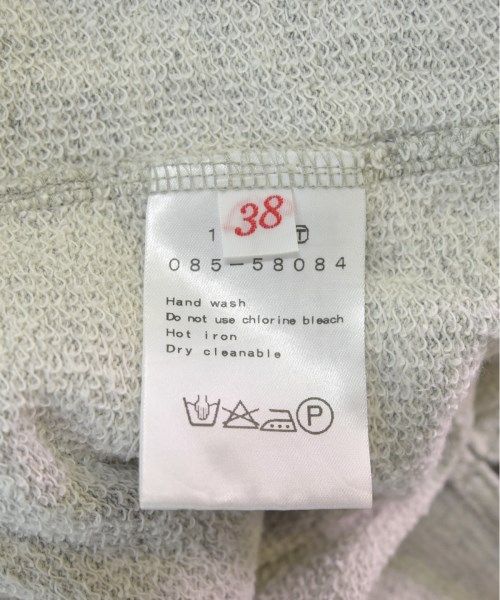 38
1 T
085-58084
Hand wash
Do not use chlorine bleach
Hot iron
Dry cleanable
P